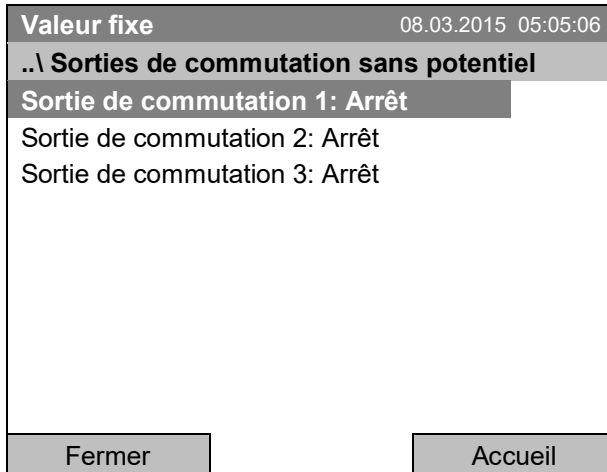 Valeur fixe 08.03.2015 05:05:06
..\ Sorties de commutation sans potentiel
Sortie de commutation 1: Arrêt
Sortie de commutation 2: Arrêt
Sortie de commutation 3: Arrêt
Fermer Accueil